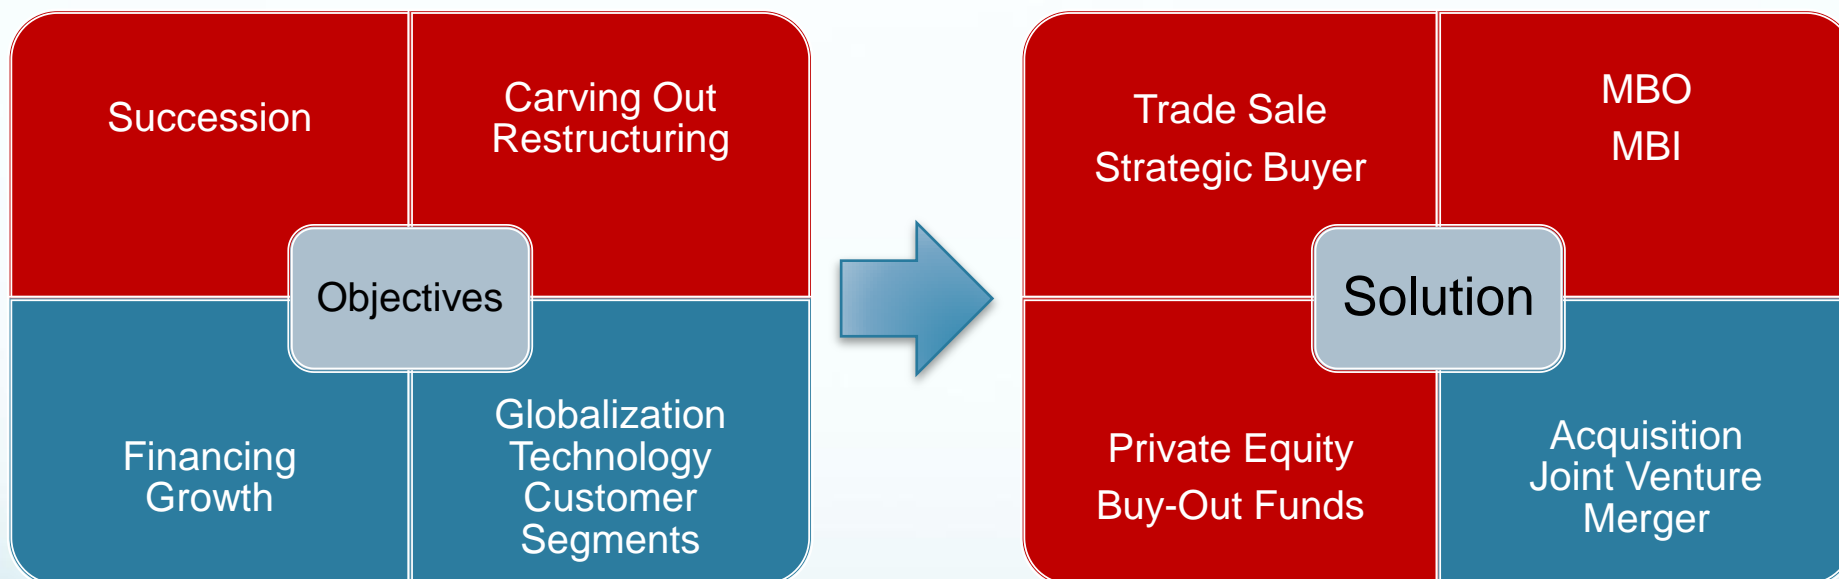 Succession
Carving Out
Restructuring
Objectives
Financing
Growth
Globalization
Technology
Customer
Segments
Trade Sale
Strategic Buyer
MBO
MBI
Solution
Private Equity
Buy-Out Funds
Acquisition
Joint Venture
Merger